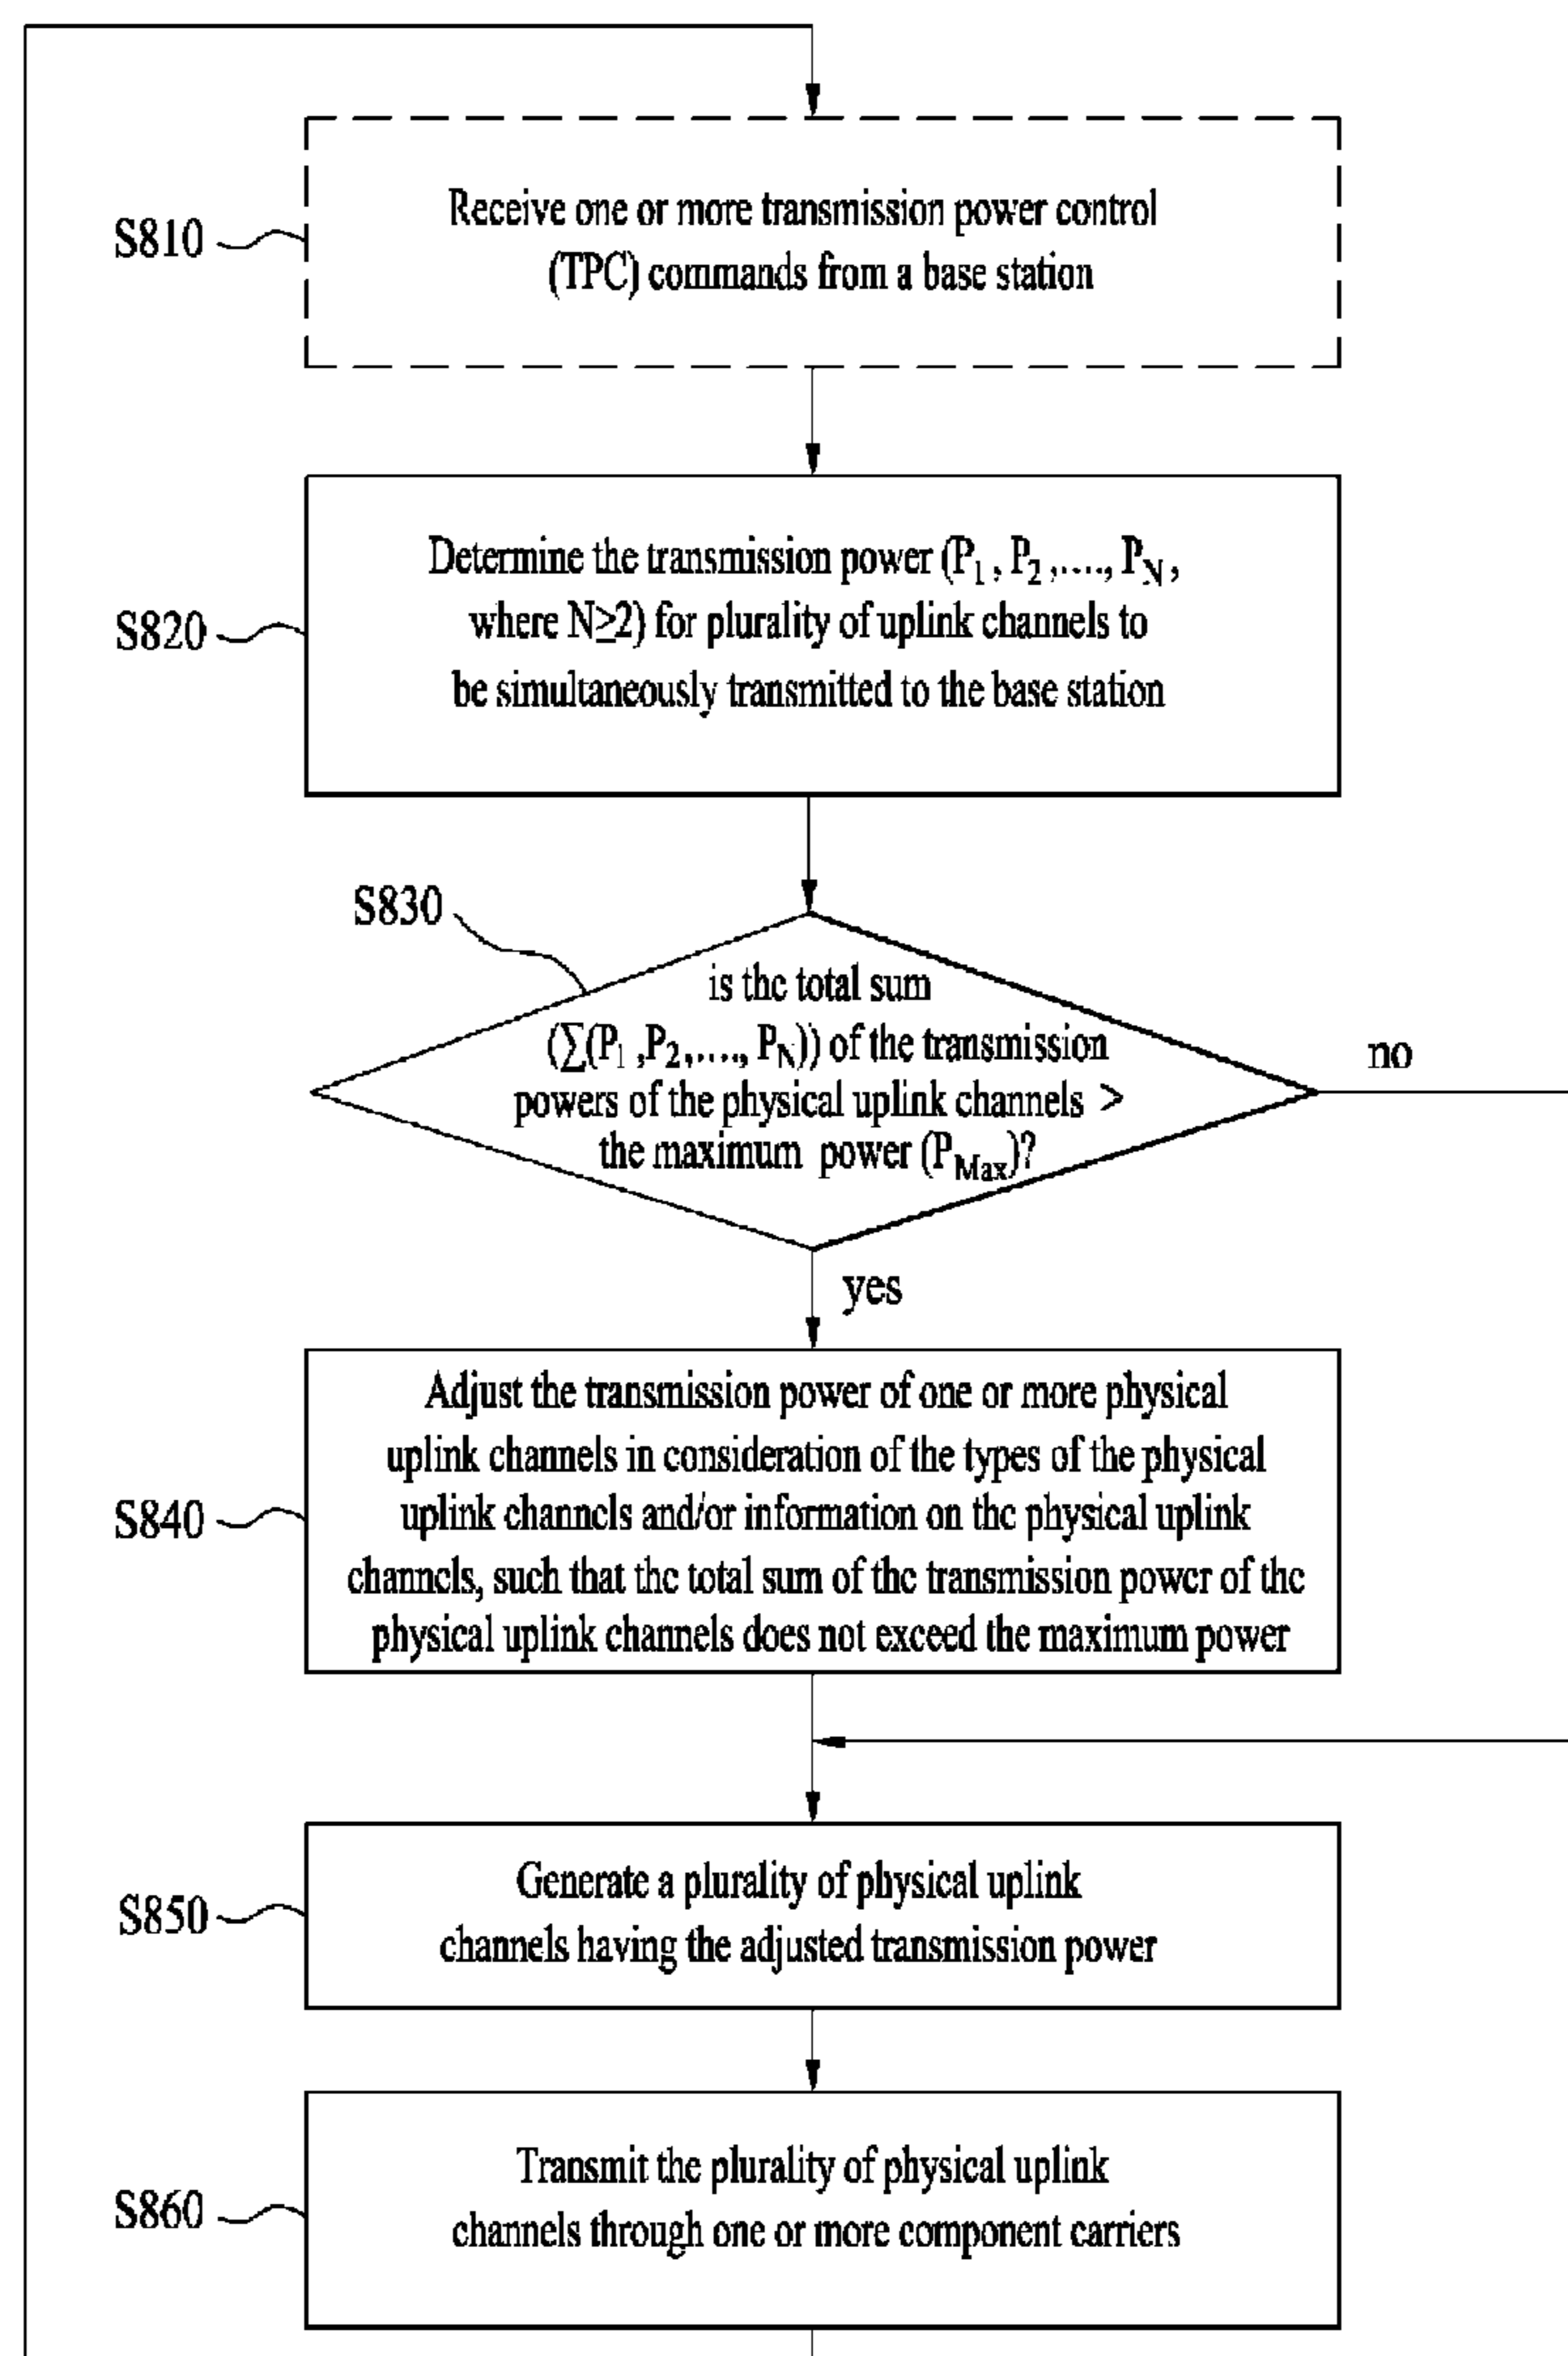 S810
Receive one or more transmission power control
(TPC) commands from a base station
S820
Determine the transmission power (P1 , P2 ,...., PN ,
where N≥2) for plurality of uplink channels to
be simultaneously transmitted to the base station
S830
is the total sum
(∑(P1 ,P2,...., PN)) of the transmission
powers of the physical uplink channels >
the maximum power (PMax)?
no
yes
S840
Adjust the transmission power of one or more physical
uplink channels in consideration of the types of the physical
uplink channels and/or information on the physical uplink
channels, such that the total sum of the transmission power of the
physical uplink channels does not exceed the maximum power
S850
Generate a plurality of physical uplink
channels having the adjusted transmission power
S860
Transmit the plurality of physical uplink
channels through one or more component carriers